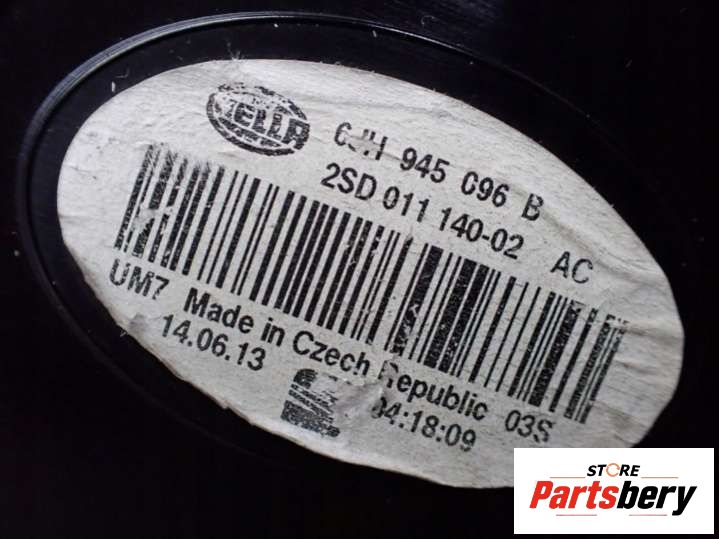 HELLA
945 096 B
2SD 011 140-02 AC
UM7 Made in Czech Republic 03S
14.06.13 04:18:09
STORE
Partsbery